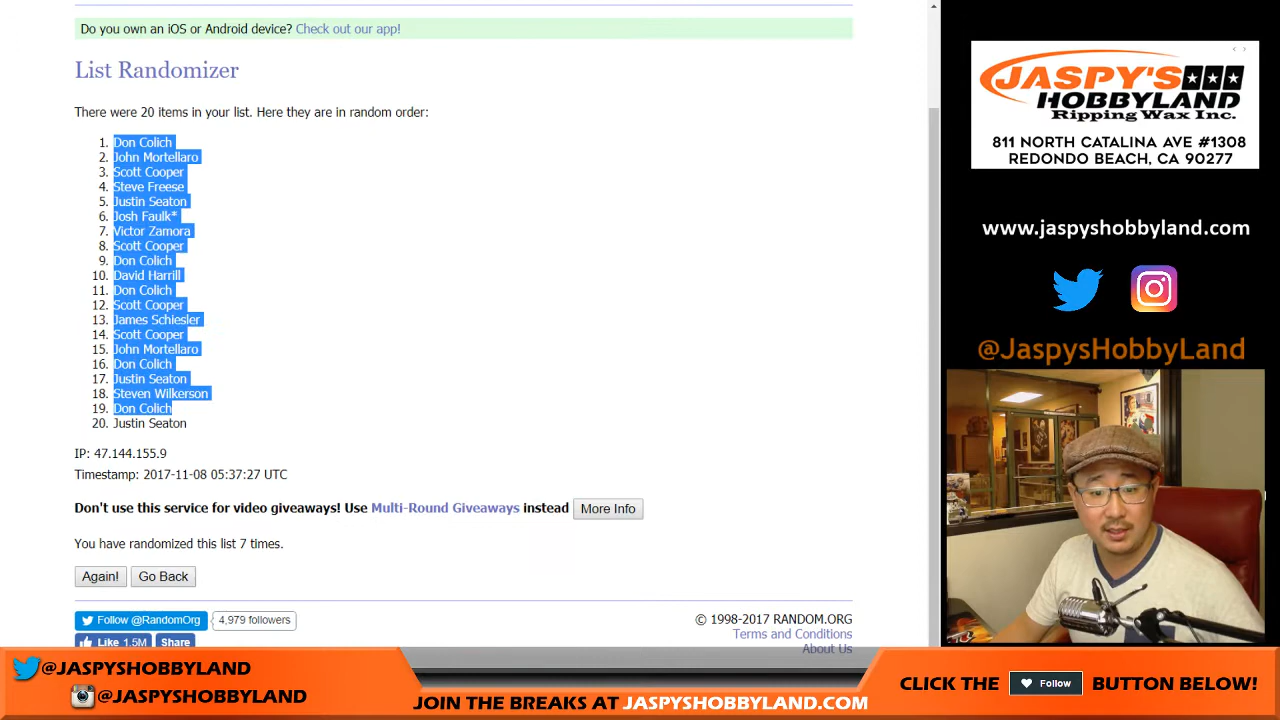 Do you own an iOS or Android device? Check out our app!
List Randomizer
There were 20 items in your list. Here they are in random order:
1. Don Colich
2. John Mortellaro
3. Scott Cooper
4. Steve Freese
5. Justin Seaton
6. Josh Faulk*
7. Victor Zamora
8. Scott Cooper
9. Don Colich
10. David Harrill
11. Don Colich
12. Scott Cooper
13. James Schiesler
14. Scott Cooper
15. John Mortellaro
16. Don Colich
17. Justin Seaton
18. Steven Wilkerson
19. Don Colich
20. Justin Seaton
IP: 47.144.155.9
Timestamp: 2017-11-08 05:37:27 UTC
Don't use this service for video giveaways! Use Multi-Round Giveaways instead More Info
You have randomized this list 7 times.
Again! Go Back
Follow @RandomOrg 4,979 followers
Like 1.5M Share
© 1998-2017 RANDOM.ORG
Terms and Conditions
About Us
JASPY'S
HOBBYLAND
Ripping Wax Inc.
811 NORTH CATALINA AVE #1308
REDONDO BEACH, CA 90277
www.jaspyshobbyland.com
@JaspysHobbyLand
@JASPYSHOBBYLAND
@JASPYSHOBBYLAND
JOIN THE BREAKS AT JASPYSHOBBYLAND.COM
CLICK THE Follow BUTTON BELOW!